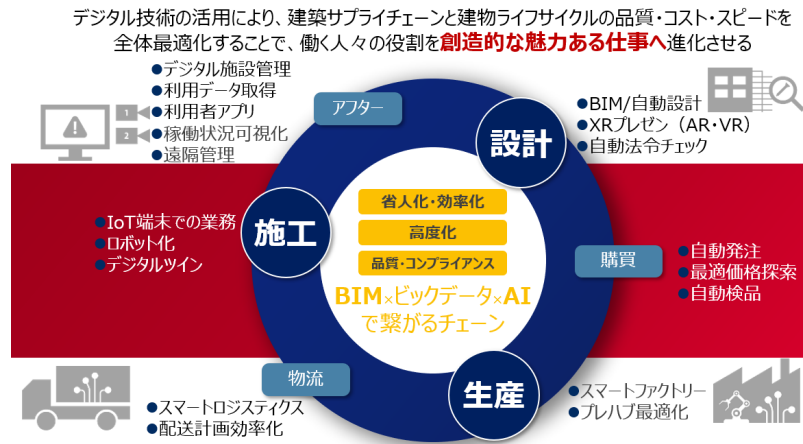 デジタル技術の活用により、建築サプライチェーンと建物ライフサイクルの品質・コスト・スピードを
全体最適化することで、働く人々の役割を創造的な魅力ある仕事へ進化させる
●デジタル施設管理
●利用データ取得
●利用者アプリ
●稼働状況可視化
●遠隔管理
1
2
アフター
設計
●BIM/自動設計
●XRプレゼン（AR・VR）
●自動法令チェック
●IoT端末での業務
●ロボット化
●デジタルツイン
施工
省人化・効率化
高度化
品質・コンプライアンス
BIM×ビックデータ×AI
で繋がるチェーン
購買
●自動発注
●最適価格探索
●自動検品
物流
●スマートロジスティクス
●配送計画効率化
生産
●スマートファクトリー
●プレハブ最適化